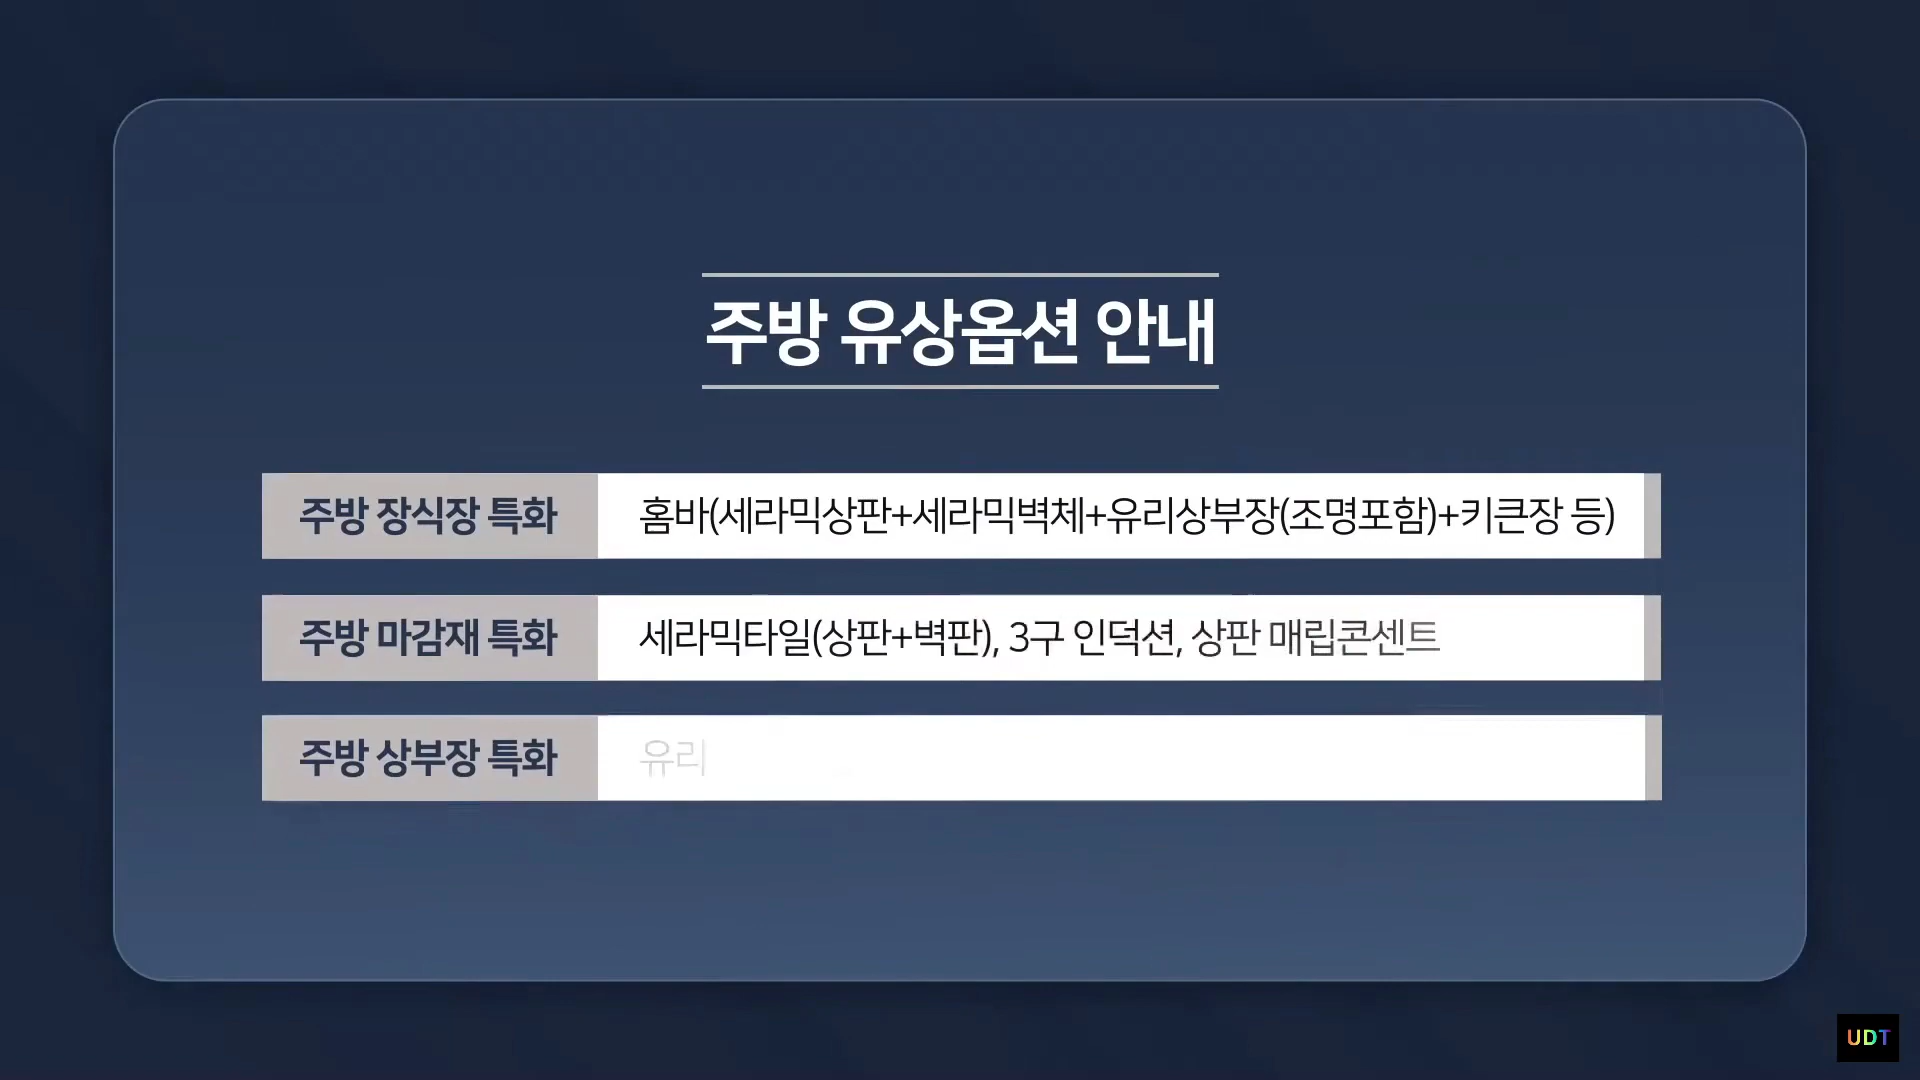 주방 유상옵션 안내
주방 장식장 특화 홈바(세라믹상판+세라믹벽체+유리상부장(조명포함)+키큰장 등)
주방 마감재 특화 세라믹타일(상판+벽판), 3구 인덕션, 상판 매립콘센트
주방 상부장 특화 유리
UDT